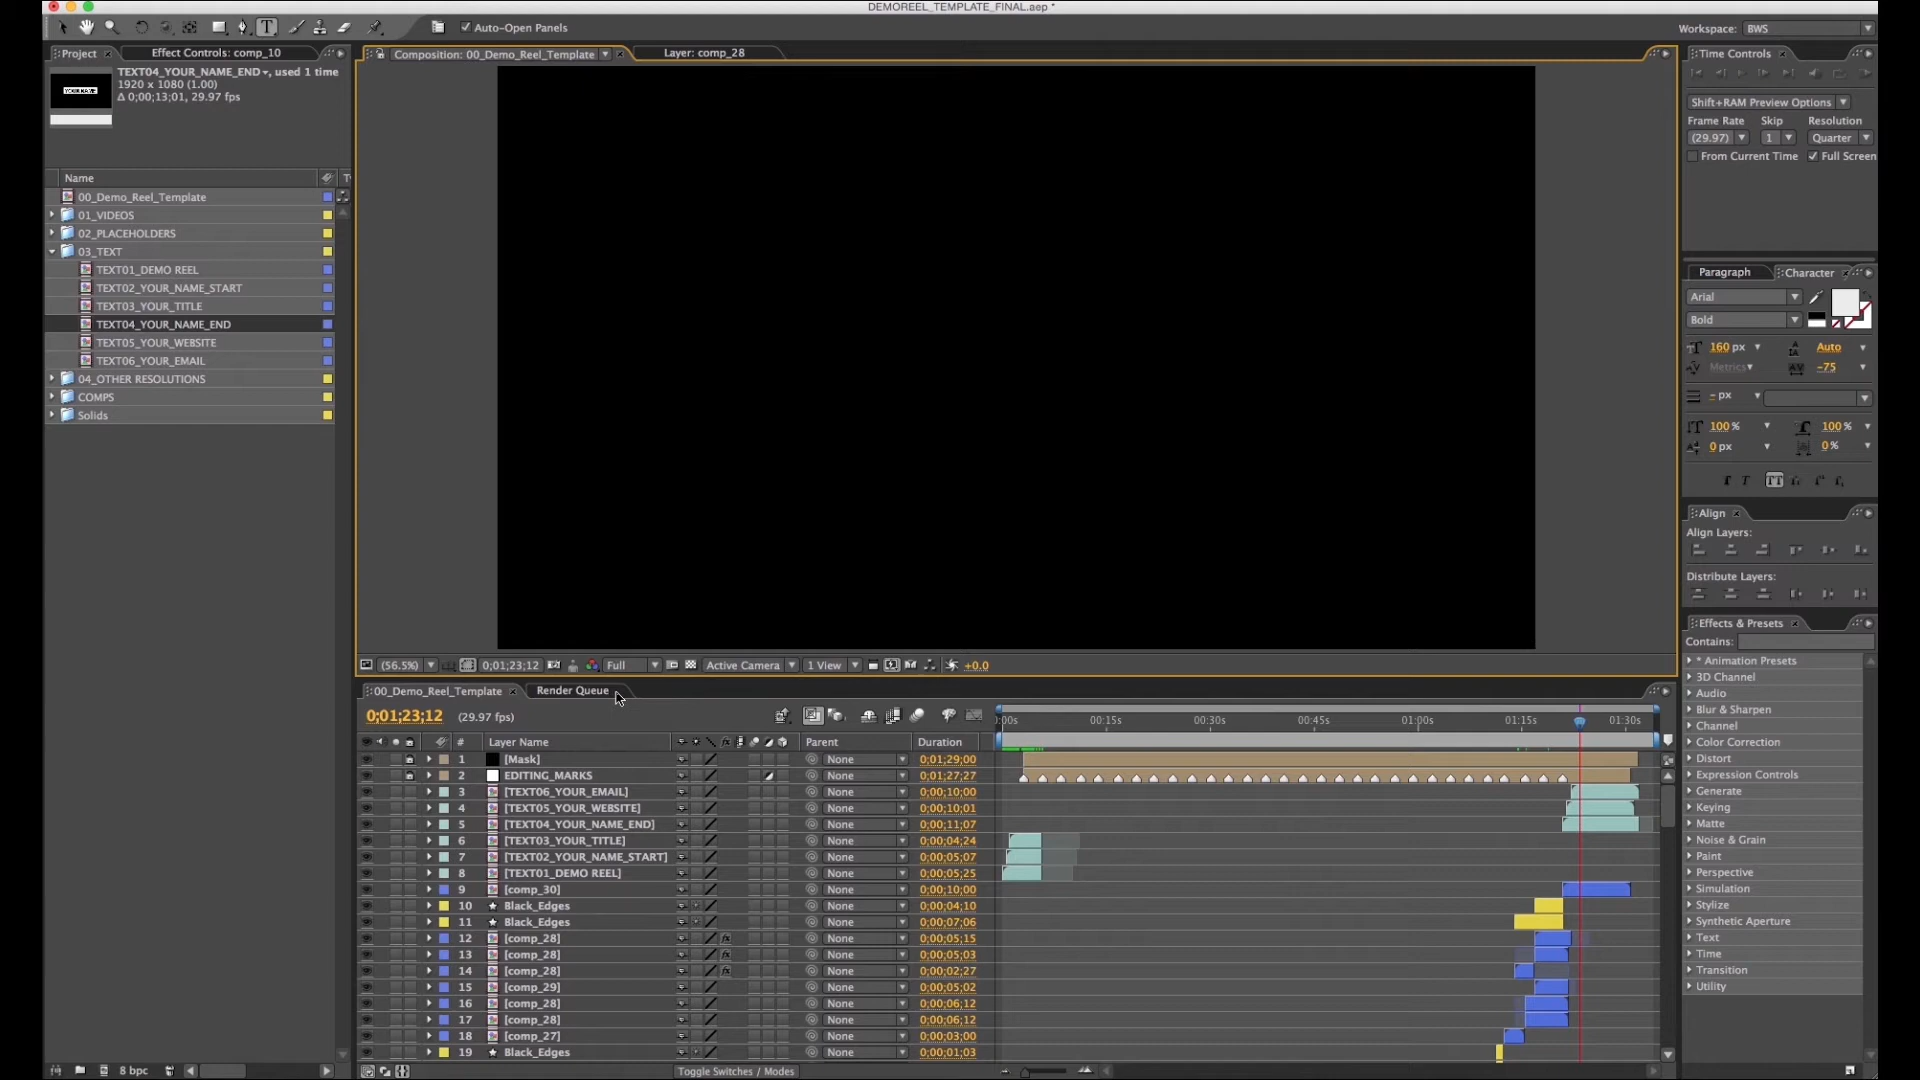 DEMOREEL_TEMPLATE_FINAL.aep *
Auto-Open Panels
Workspace: BWS
Project
Effect Controls: comp_10
Composition: 00_Demo_Reel_Template
Layer: comp_28
Time Controls
TEXT04_YOUR_NAME_END, used 1 time
1920 x 1080 (1.00)
Δ 0;00;13;01, 29.97 fps
YOUR NAME
Shift+RAM Preview Options
Frame Rate Skip Resolution
(29.97) 1 Quarter
From Current Time Full Screen
Name
00_Demo_Reel_Template
01_VIDEOS
02_PLACEHOLDERS
03_TEXT
TEXT01_DEMO REEL
TEXT02_YOUR_NAME_START
TEXT03_YOUR_TITLE
TEXT04_YOUR_NAME_END
TEXT05_YOUR_WEBSITE
TEXT06_YOUR_EMAIL
04_OTHER RESOLUTIONS
COMPS
Solids
8 bpc
Paragraph Character
Arial
Bold
160 px Auto
Metrics -75
- px
100 % 100 %
0 px 0 %
Align
Align Layers:
Distribute Layers:
Effects & Presets
Contains:
* Animation Presets
3D Channel
Audio
Blur & Sharpen
Channel
Color Correction
Distort
Expression Controls
Generate
Keying
Matte
Noise & Grain
Paint
Perspective
Simulation
Stylize
Synthetic Aperture
Text
Time
Transition
Utility
(56.5%) 0;01;23;12 Full Active Camera 1 View +0.0
00_Demo_Reel_Template Render Queue
0;01;23;12 (29.97 fps)
:00s 00:15s 00:30s 00:45s 01:00s 01:15s 01:30s
# Layer Name Parent Duration
1 [Mask] None 0;01;29;00
2 EDITING_MARKS None 0;01;27;27
3 [TEXT06_YOUR_EMAIL] None 0;00;10;00
4 [TEXT05_YOUR_WEBSITE] None 0;00;10;01
5 [TEXT04_YOUR_NAME_END] None 0;00;11;07
6 [TEXT03_YOUR_TITLE] None 0;00;04;24
7 [TEXT02_YOUR_NAME_START] None 0;00;05;07
8 [TEXT01_DEMO REEL] None 0;00;05;25
9 [comp_30] None 0;00;10;00
10 Black_Edges None 0;00;04;10
11 Black_Edges None 0;00;07;06
12 [comp_28] None 0;00;05;15
13 [comp_28] None 0;00;05;03
14 [comp_28] None 0;00;02;27
15 [comp_29] None 0;00;05;02
16 [comp_28] None 0;00;06;12
17 [comp_28] None 0;00;06;12
18 [comp_27] None 0;00;03;00
19 Black_Edges None 0;00;01;03
Toggle Switches / Modes